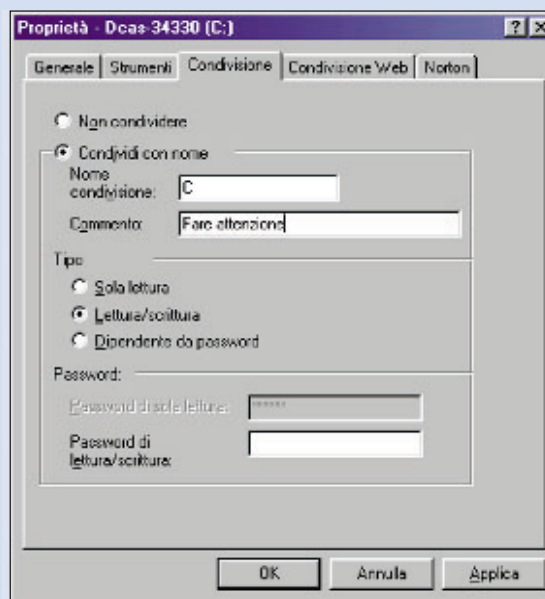 Proprietà - Dcas-34330 (C:)
Generale Strumenti Condivisione Condivisione Web Norton
Non condividere
Condividi con nome
Nome
condivisione: C
Commento: Fare attenzione
Tipo
Sola lettura
Lettura/scrittura
Dipendente da password
Password:
Password di sola lettura: ******
Password di
lettura/scrittura:
OK Annulla Applica